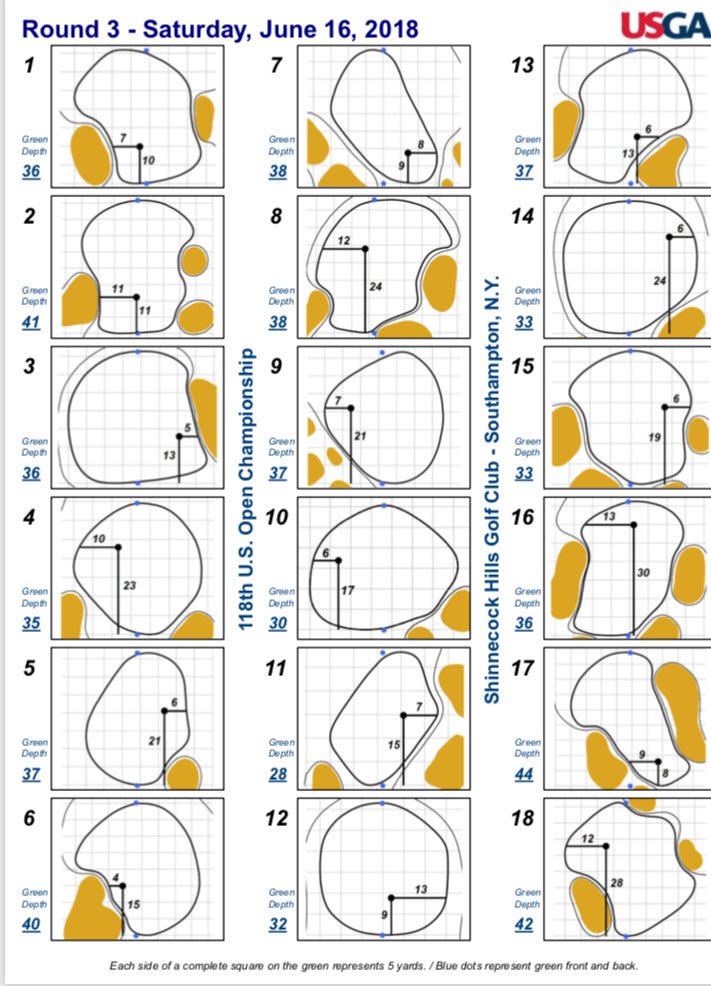 Round 3 - Saturday, June 16, 2018
USGA
1
Green
Depth
36
7
10
2
Green
Depth
41
11
11
3
Green
Depth
36
5
13
4
Green
Depth
35
10
23
5
Green
Depth
37
6
21
6
Green
Depth
40
4
15
118th U.S. Open Championship
7
Green
Depth
38
8
9
8
Green
Depth
38
12
24
9
Green
Depth
37
7
21
10
Green
Depth
30
6
17
11
Green
Depth
28
7
15
12
Green
Depth
32
13
9
Shinnecock Hills Golf Club - Southampton, N.Y.
13
Green
Depth
37
6
13
14
Green
Depth
33
6
24
15
Green
Depth
33
6
19
16
Green
Depth
36
13
30
17
Green
Depth
44
9
8
18
Green
Depth
42
12
28
Each side of a complete square on the green represents 5 yards. / Blue dots represent green front and back.